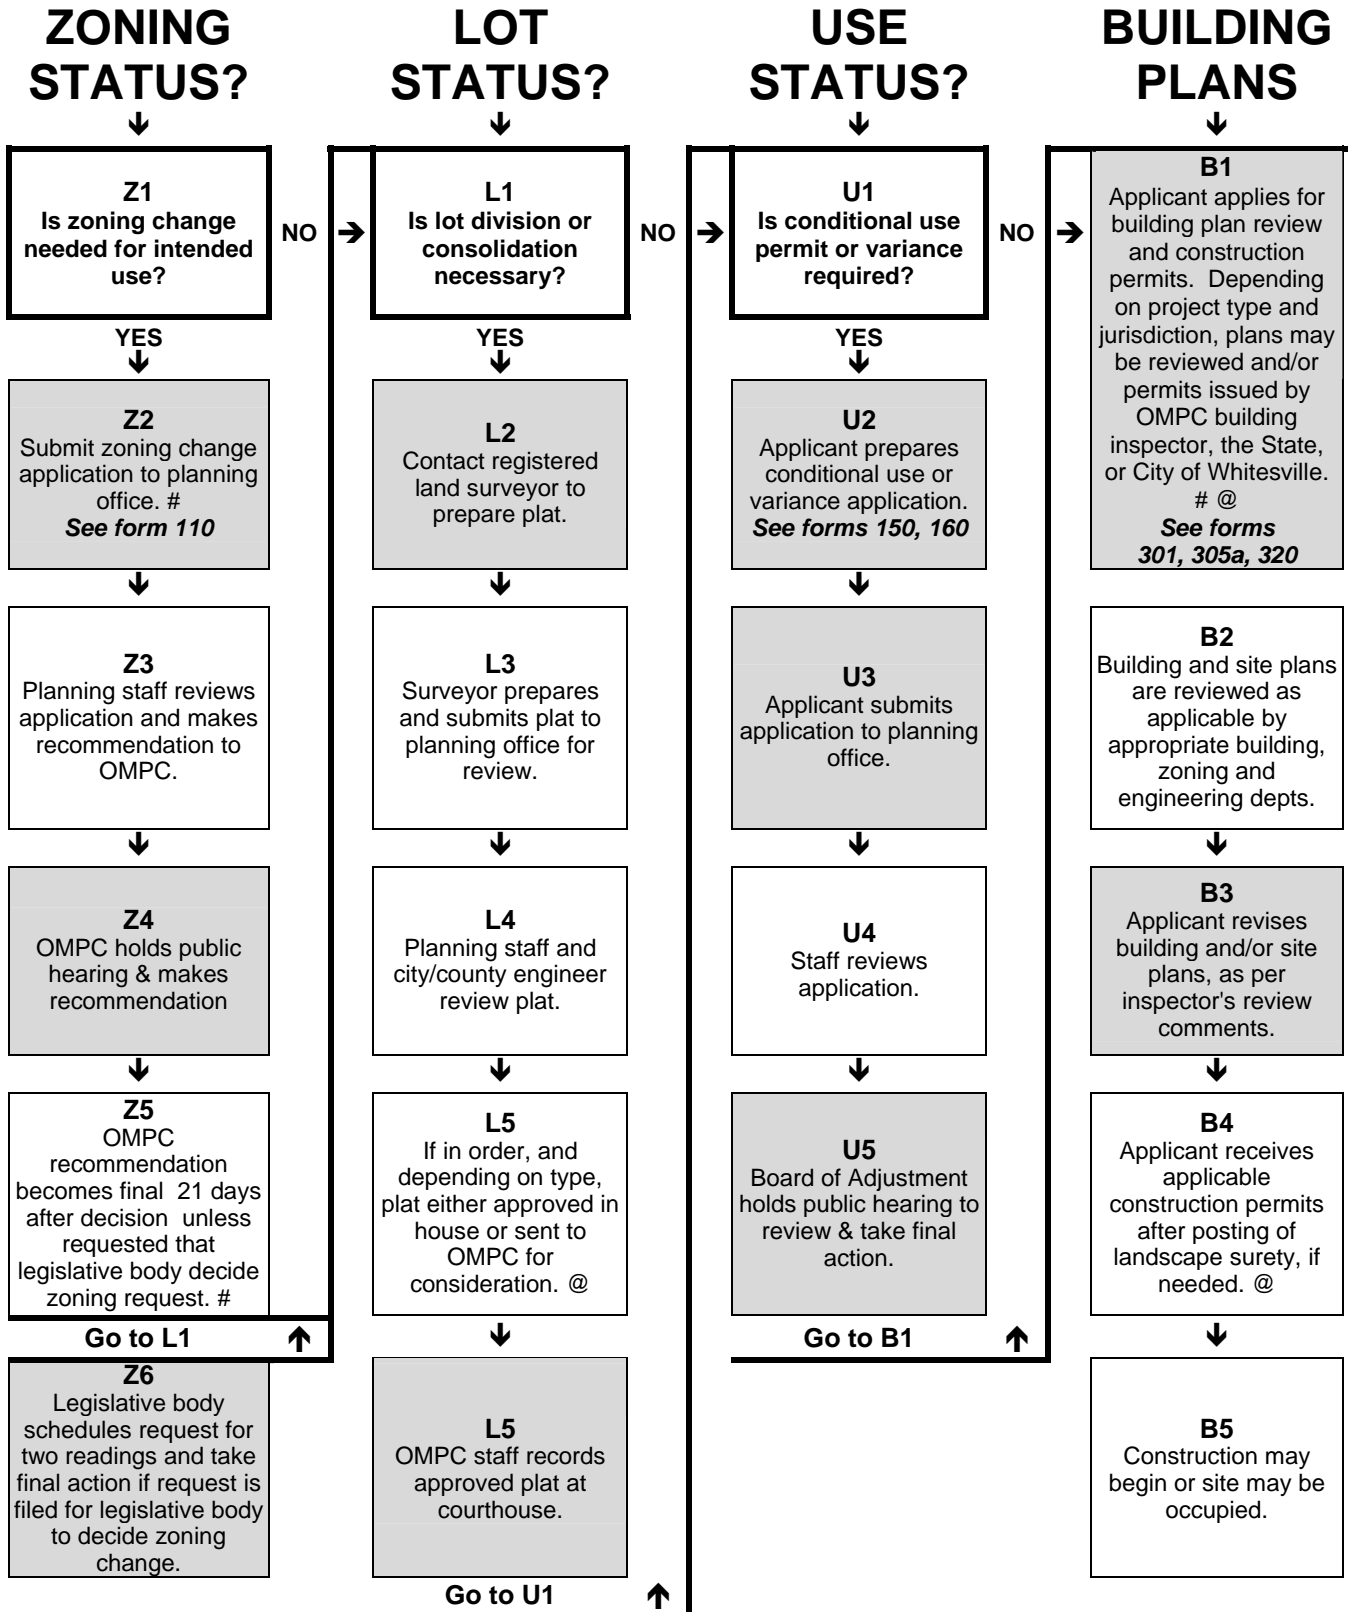 ZONING
STATUS?
Z1
Is zoning change
needed for intended
use?
NO
YES
Z2
Submit zoning change
application to planning
office. #
See form 110
Z3
Planning staff reviews
application and makes
recommendation to
OMPC.
Z4
OMPC holds public
hearing & makes
recommendation
Z5
OMPC
recommendation
becomes final 21 days
after decision unless
requested that
legislative body decide
zoning request. #
Go to L1
Z6
Legislative body
schedules request for
two readings and take
final action if request is
filed for legislative body
to decide zoning
change.
LOT
STATUS?
L1
Is lot division or
consolidation
necessary?
NO
YES
L2
Contact registered
land surveyor to
prepare plat.
L3
Surveyor prepares
and submits plat to
planning office for
review.
L4
Planning staff and
city/county engineer
review plat.
L5
If in order, and
depending on type,
plat either approved in
house or sent to
OMPC for
consideration. @
L5
OMPC staff records
approved plat at
courthouse.
Go to U1
USE
STATUS?
U1
Is conditional use
permit or variance
required?
NO
YES
U2
Applicant prepares
conditional use or
variance application.
See forms 150, 160
U3
Applicant submits
application to planning
office.
U4
Staff reviews
application.
U5
Board of Adjustment
holds public hearing to
review & take final
action.
Go to B1
BUILDING
PLANS
B1
Applicant applies for
building plan review
and construction
permits. Depending
on project type and
jurisdiction, plans may
be reviewed and/or
permits issued by
OMPC building
inspector, the State,
or City of Whitesville.
# @
See forms
301, 305a, 320
B2
Building and site plans
are reviewed as
applicable by
appropriate building,
zoning and
engineering depts.
B3
Applicant revises
building and/or site
plans, as per
inspector's review
comments.
B4
Applicant receives
applicable
construction permits
after posting of
landscape surety, if
needed. @
B5
Construction may
begin or site may be
occupied.